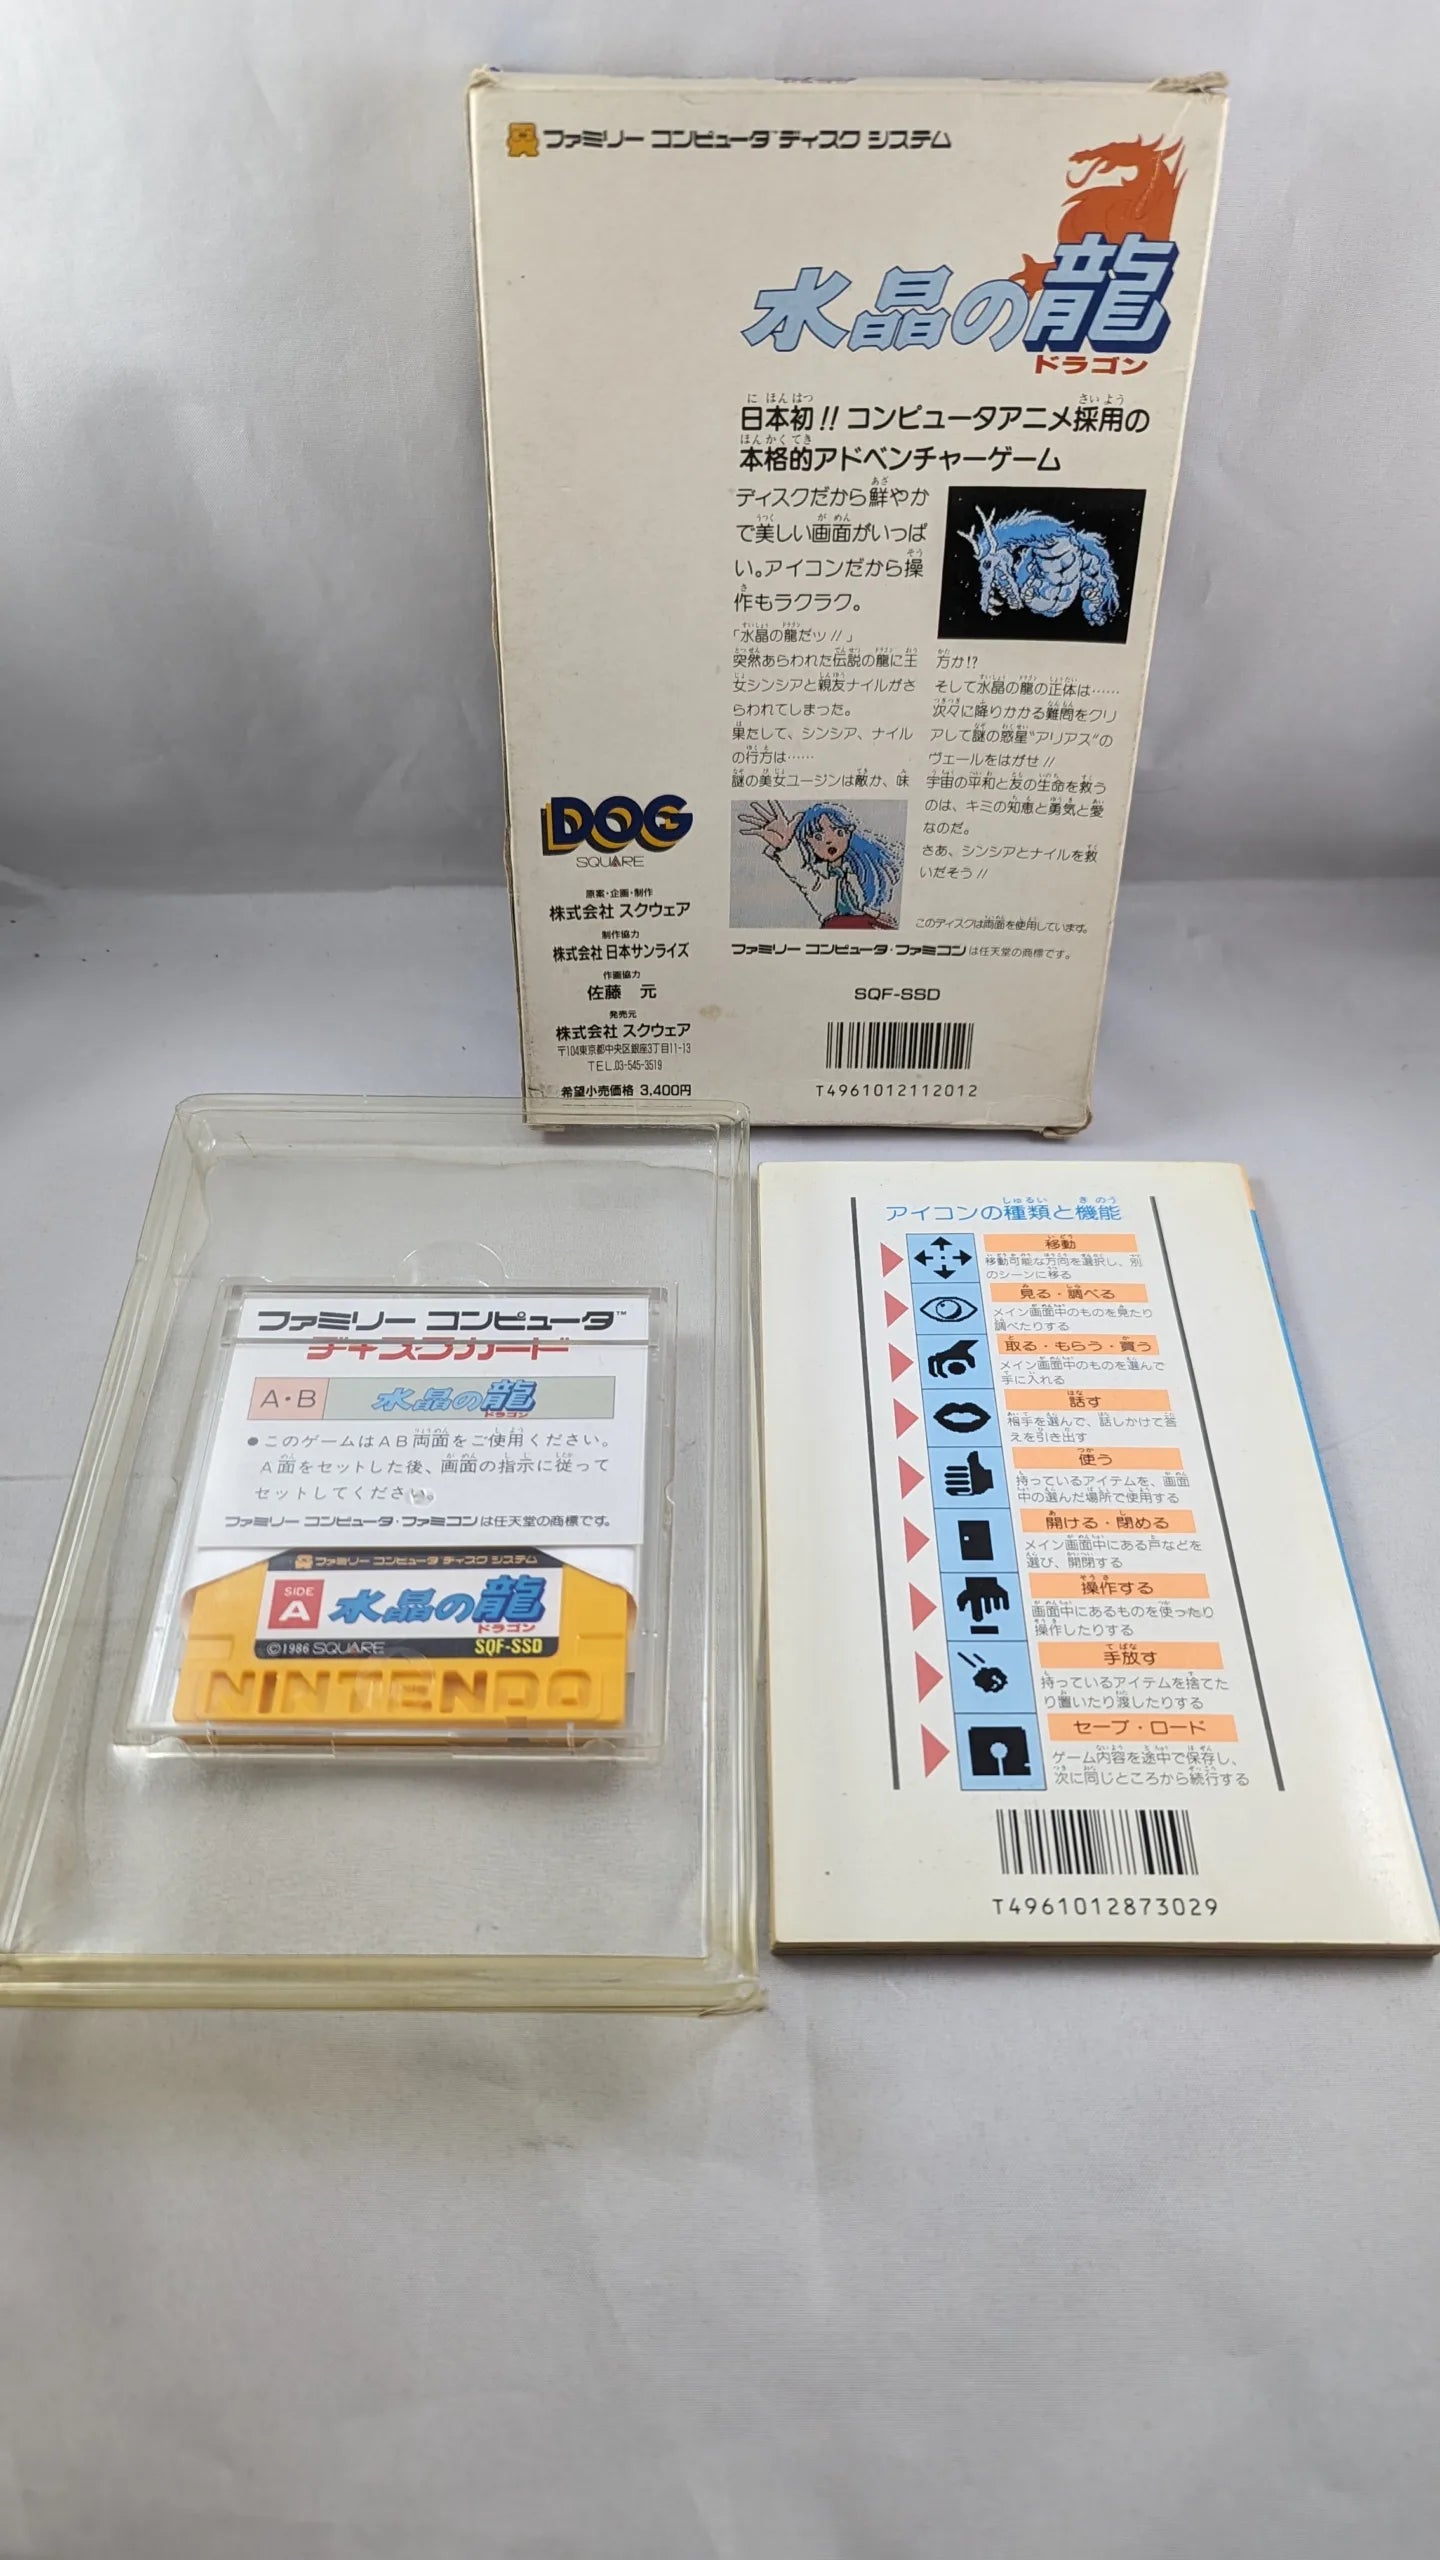 ファミリー コンピュータ ディスク システム
水晶の龍
ドラゴン
日本初!! コンピュータアニメ採用の
本格的アドベンチャーゲーム
ディスクだから鮮やか
で美しい画面がいっぱ
い。アイコンだから操
作もラクラク。
「水晶の龍だッ!!」
突然あらわれた伝説の龍に王
女シンシアと親友ナイルがさ
らわれてしまった。
果たして、シンシア、ナイル
の行方は……
謎の美女ユージンは敵か、味
方か!?
そして水晶の龍の正体は……
次々に降りかかる難問をクリ
アして謎の惑星"アリアス"の
ヴェールをはがせ!!
宇宙の平和と友の生命を救う
のは、キミの知恵と勇気と愛
なのだ。
さあ、シンシアとナイルを救
いだそう!!
このディスクは両面を使用しています。
ファミリー コンピュータ・ファミコンは任天堂の商標です。
SQF-SSD
T4961012112012
DOG
SQUARE
原案・企画・制作
株式会社 スクウェア
制作協力
株式会社 日本サンライズ
作画協力
佐藤 元
発売元
株式会社 スクウェア
〒104東京都中央区銀座3丁目11-13
TEL.03-545-3519
希望小売価格 3,400円
ファミリー コンピュータ™
ディスクカード
A・B
水晶の龍
ドラゴン
●このゲームはAB両面をご使用ください。
A面をセットした後、画面の指示に従って
セットしてください。
ファミリー コンピュータ・ファミコンは任天堂の商標です。
ファミリー コンピュータ ディスク システム
SIDE
A
水晶の龍
ドラゴン
©1986 SQUARE
SQF-SSD
NINTENDO
アイコンの種類と機能
移動
移動可能な方向を選択し、別
のシーンに移る
見る・調べる
メイン画面中のものを見たり
調べたりする
取る・もらう・買う
メイン画面中のものを選んで
手に入れる
話す
相手を選んで、話しかけて答
えを引き出す
使う
持っているアイテムを、画面
中の選んだ場所で使用する
開ける・閉める
メイン画面中にある戸などを
選び、開閉する
操作する
画面中にあるものを使ったり
操作したりする
手放す
持っているアイテムを捨てた
り置いたり渡したりする
セーブ・ロード
ゲーム内容を途中で保存し、
次に同じところから続行する
T4961012873029